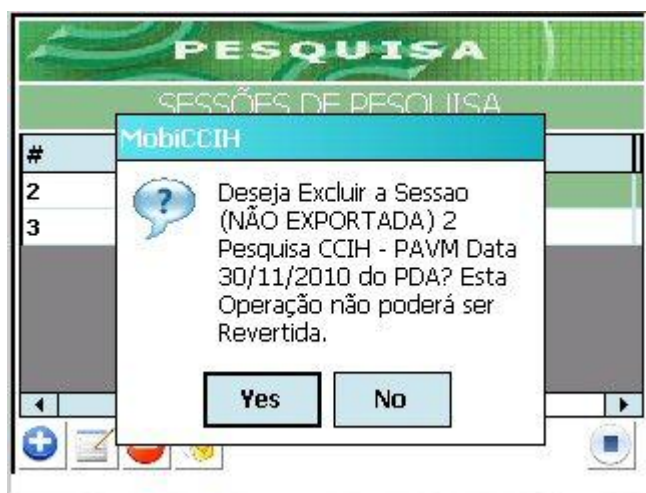 PESQUISA
SESSÕES DE PESQUISA
MobiCCIH
#
2
3
Deseja Excluir a Sessao
(NÃO EXPORTADA) 2
Pesquisa CCIH - PAVM Data
30/11/2010 do PDA? Esta
Operação não poderá ser
Revertida.
Yes
No